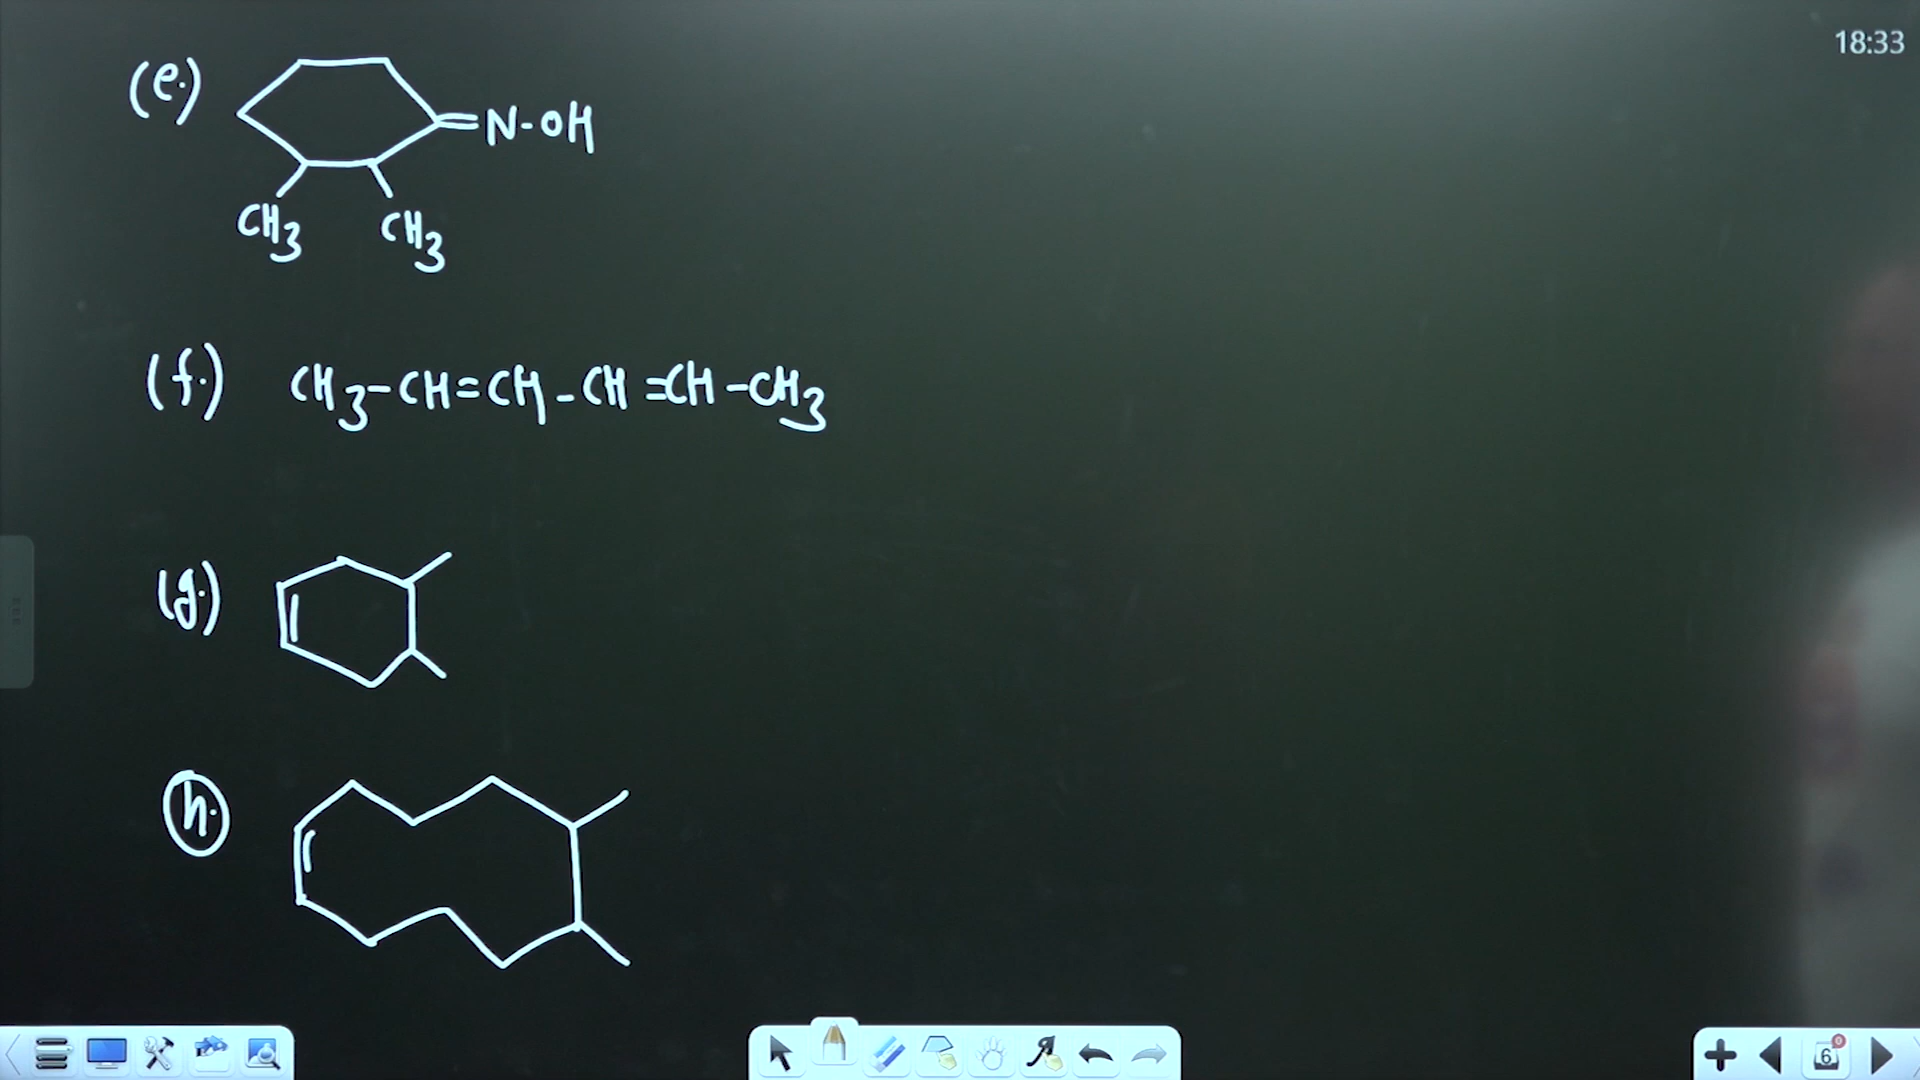 18:33
(e.)
=N-OH
CH3 CH3
(f.) CH3-CH=CH-CH=CH-CH3
(g.)
h.
6